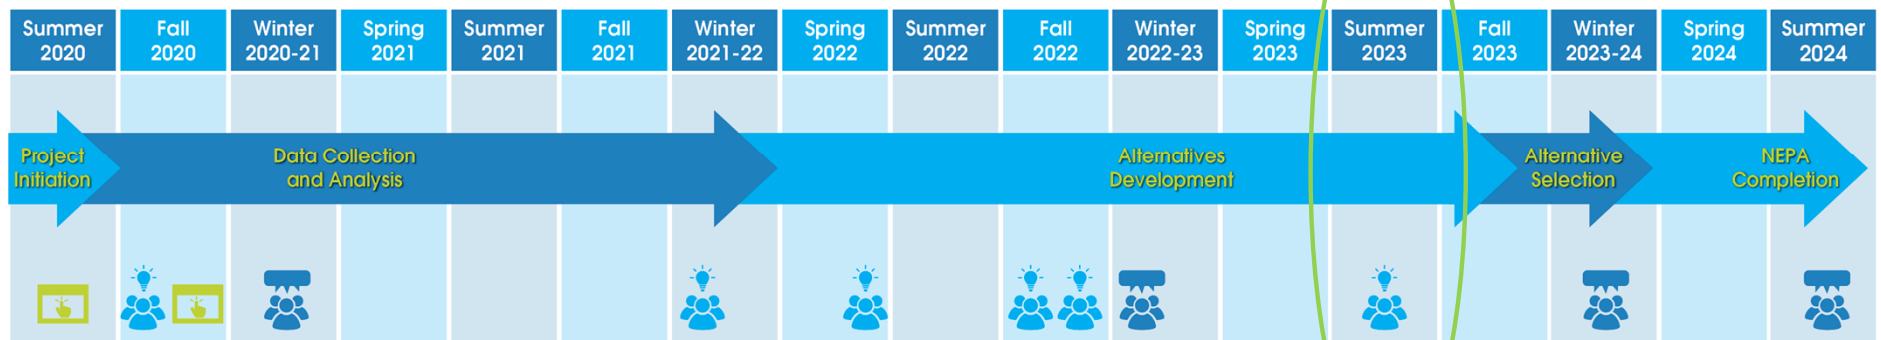 Summer
2020
Fall
2020
Winter
2020-21
Spring
2021
Summer
2021
Fall
2021
Winter
2021-22
Spring
2022
Summer
2022
Fall
2022
Winter
2022-23
Spring
2023
Summer
2023
Fall
2023
Winter
2023-24
Spring
2024
Summer
2024
Project
Initiation
Data Collection
and Analysis
Alternatives
Development
Alternative
Selection
NEPA
Completion